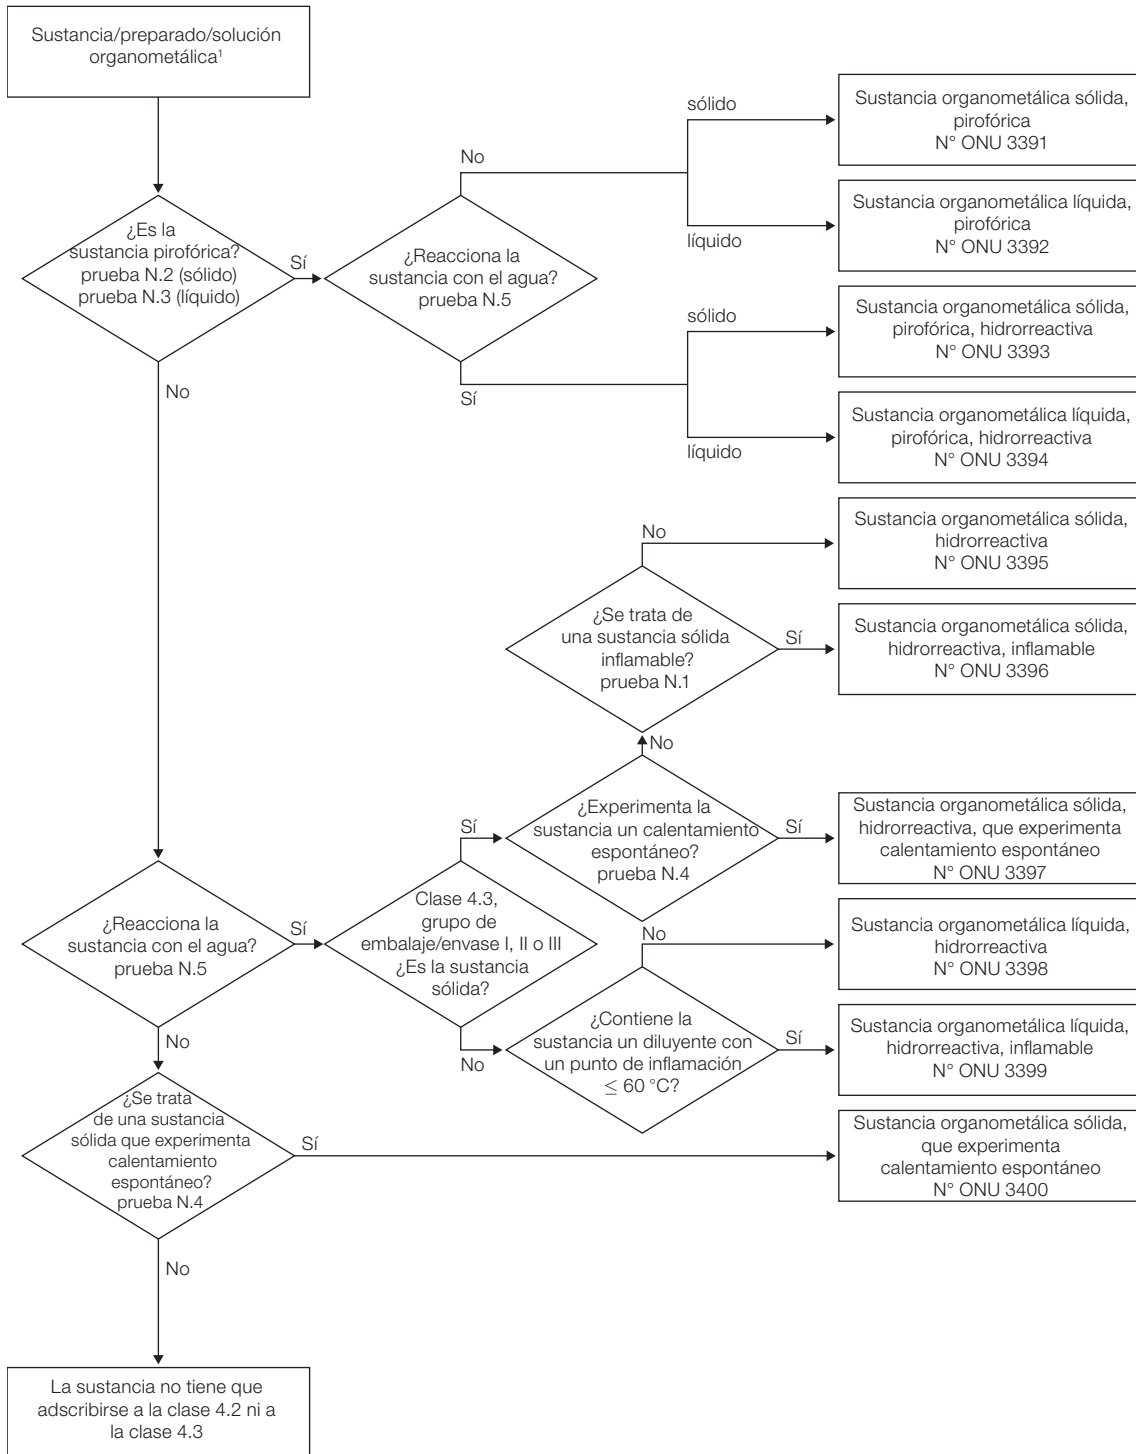 Sustancia/preparado/solución
organometálica¹
¿Es la
sustancia pirofórica?
prueba N.2 (sólido)
prueba N.3 (líquido)
Sí
No
¿Reacciona la
sustancia con el agua?
prueba N.5
No
Sí
sólido
líquido
sólido
líquido
Sustancia organometálica sólida,
pirofórica
N° ONU 3391
Sustancia organometálica líquida,
pirofórica
N° ONU 3392
Sustancia organometálica sólida,
pirofórica, hidrorreactiva
N° ONU 3393
Sustancia organometálica líquida,
pirofórica, hidrorreactiva
N° ONU 3394
No
Sustancia organometálica sólida,
hidrorreactiva
N° ONU 3395
¿Se trata de
una sustancia sólida
inflamable?
prueba N.1
Sí
Sustancia organometálica sólida,
hidrorreactiva, inflamable
N° ONU 3396
No
¿Experimenta la
sustancia un calentamiento
espontáneo?
prueba N.4
Sí
Sí
Sustancia organometálica sólida,
hidrorreactiva, que experimenta
calentamiento espontáneo
N° ONU 3397
¿Reacciona la
sustancia con el agua?
prueba N.5
Sí
No
Clase 4.3,
grupo de
embalaje/envase I, II o III
¿Es la sustancia
sólida?
No
No
Sustancia organometálica líquida,
hidrorreactiva
N° ONU 3398
¿Contiene la
sustancia un diluyente con
un punto de inflamación
≤ 60 °C?
Sí
Sustancia organometálica líquida,
hidrorreactiva, inflamable
N° ONU 3399
¿Se trata
de una sustancia
sólida que experimenta
calentamiento
espontáneo?
prueba N.4
Sí
Sustancia organometálica sólida,
que experimenta
calentamiento espontáneo
N° ONU 3400
No
La sustancia no tiene que
adscribirse a la clase 4.2 ni a
la clase 4.3